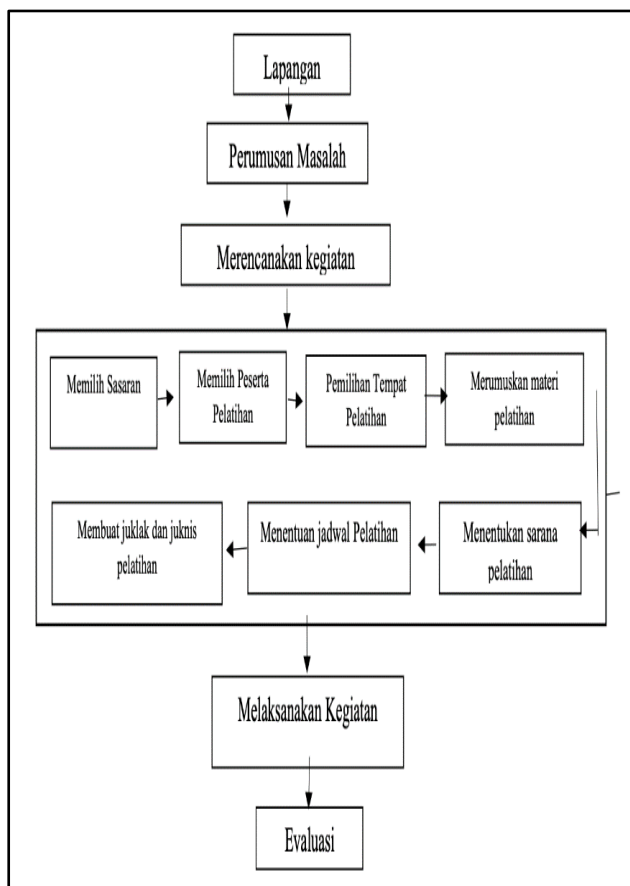 Lapangan
Perumusan Masalah
Merencanakan kegiatan
Memilih Sasaran
Memilih Peserta
Pelatihan
Pemilihan Tempat
Pelatihan
Merumuskan materi
pelatihan
Menentukan sarana
pelatihan
Menentuan jadwal Pelatihan
Membuat juklak dan juknis
pelatihan
Melaksanakan Kegiatan
Evaluasi